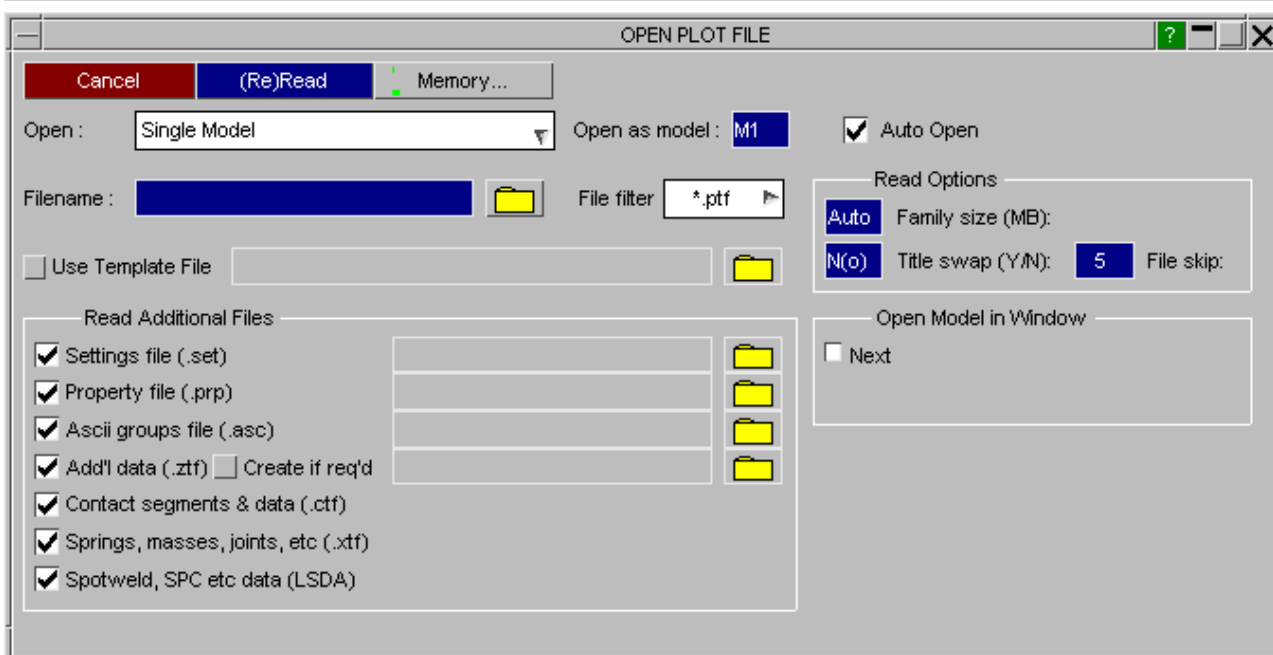 OPEN PLOT FILE ?
Cancel (Re)Read Memory...
Open : Single Model Open as model : M1 Auto Open
Filename : File filter *.ptf
Read Options
Auto Family size (MB):
N(o) Title swap (Y/N): 5 File skip:
Use Template File
Read Additional Files
Settings file (.set)
Property file (.prp)
Ascii groups file (.asc)
Add'l data (.ztf) Create if req'd
Contact segments & data (.ctf)
Springs, masses, joints, etc (.xtf)
Spotweld, SPC etc data (LSDA)
Open Model in Window
Next